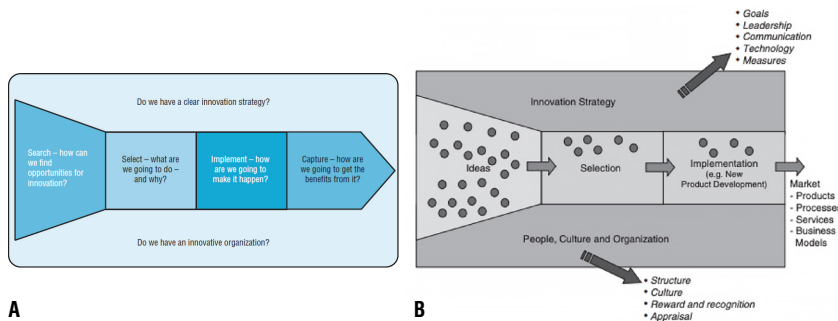 Do we have a clear innovation strategy?
Search – how can
we find
opportunities for
innovation?
Select – what are
we going to do –
and why?
Implement – how
are we going to
make it happen?
Capture – how are
we going to get the
benefits from it?
Do we have an innovative organization?
A
• Goals
• Leadership
• Communication
• Technology
• Measures
Innovation Strategy
Ideas
Selection
Implementation
(e.g. New
Product Development)
Market
- Products
- Processe
- Services
- Business
Models
People, Culture and Organization
• Structure
• Culture
• Reward and recognition
• Appraisal
B